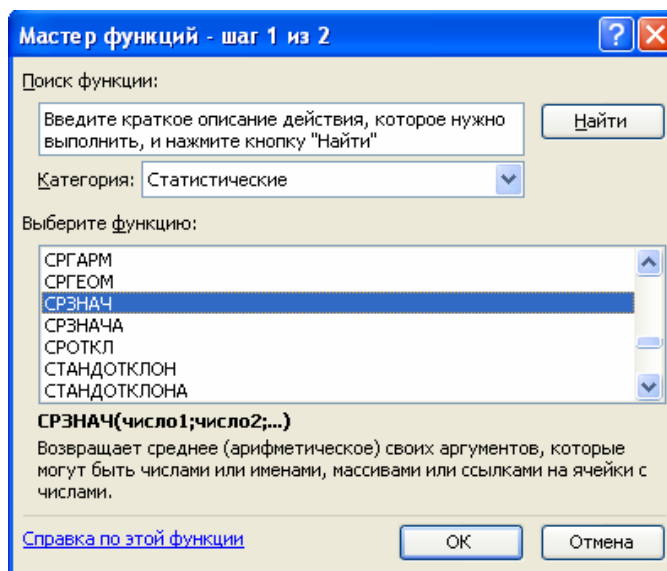 Мастер функций - шаг 1 из 2
Поиск функции:
Введите краткое описание действия, которое нужно
выполнить, и нажмите кнопку "Найти"
Найти
Категория: Статистические
Выберите функцию:
СРГАРМ
СРГЕОМ
СРЗНАЧ
СРЗНАЧА
СРОТКЛ
СТАНДОТКЛОН
СТАНДОТКЛОНА
СРЗНАЧ(число1;число2;...)
Возвращает среднее (арифметическое) своих аргументов, которые
могут быть числами или именами, массивами или ссылками на ячейки с
числами.
Справка по этой функции
ОК
Отмена